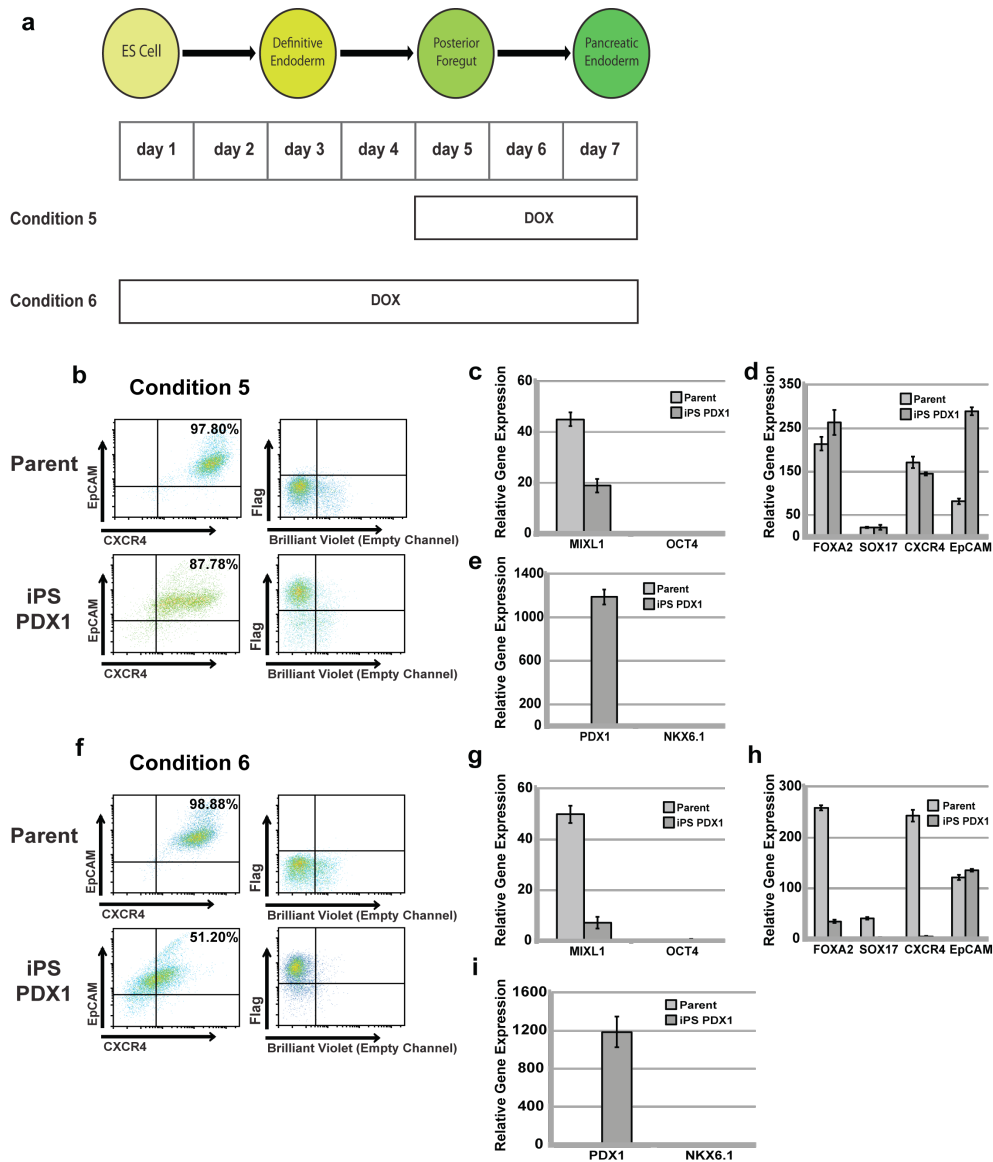 a
ES Cell
Definitive
Endoderm
Posterior
Foregut
Pancreatic
Endoderm
day 1 day 2 day 3 day 4 day 5 day 6 day 7
Condition 5
DOX
Condition 6
DOX
b
Condition 5
Parent
EpCAM
97.80%
CXCR4
Flag
Brilliant Violet (Empty Channel)
iPS
PDX1
EpCAM
87.78%
CXCR4
Flag
Brilliant Violet (Empty Channel)
c
Relative Gene Expression
60
40
20
0
Parent
iPS PDX1
MIXL1 OCT4
d
Relative Gene Expression
350
250
150
50
0
Parent
iPS PDX1
FOXA2 SOX17 CXCR4 EpCAM
e
Relative Gene Expression
1400
1200
900
600
200
0
Parent
iPS PDX1
PDX1 NKX6.1
f
Condition 6
Parent
EpCAM
98.88%
CXCR4
Flag
Brilliant Violet (Empty Channel)
iPS
PDX1
EpCAM
51.20%
CXCR4
Flag
Brilliant Violet (Empty Channel)
g
Relative Gene Expression
60
40
20
0
Parent
iPS PDX1
MIXL1 OCT4
h
Relative Gene Expression
300
200
100
0
Parent
iPS PDX1
FOXA2 SOX17 CXCR4 EpCAM
i
Relative Gene Expression
1600
1200
800
400
0
Parent
iPS PDX1
PDX1 NKX6.1